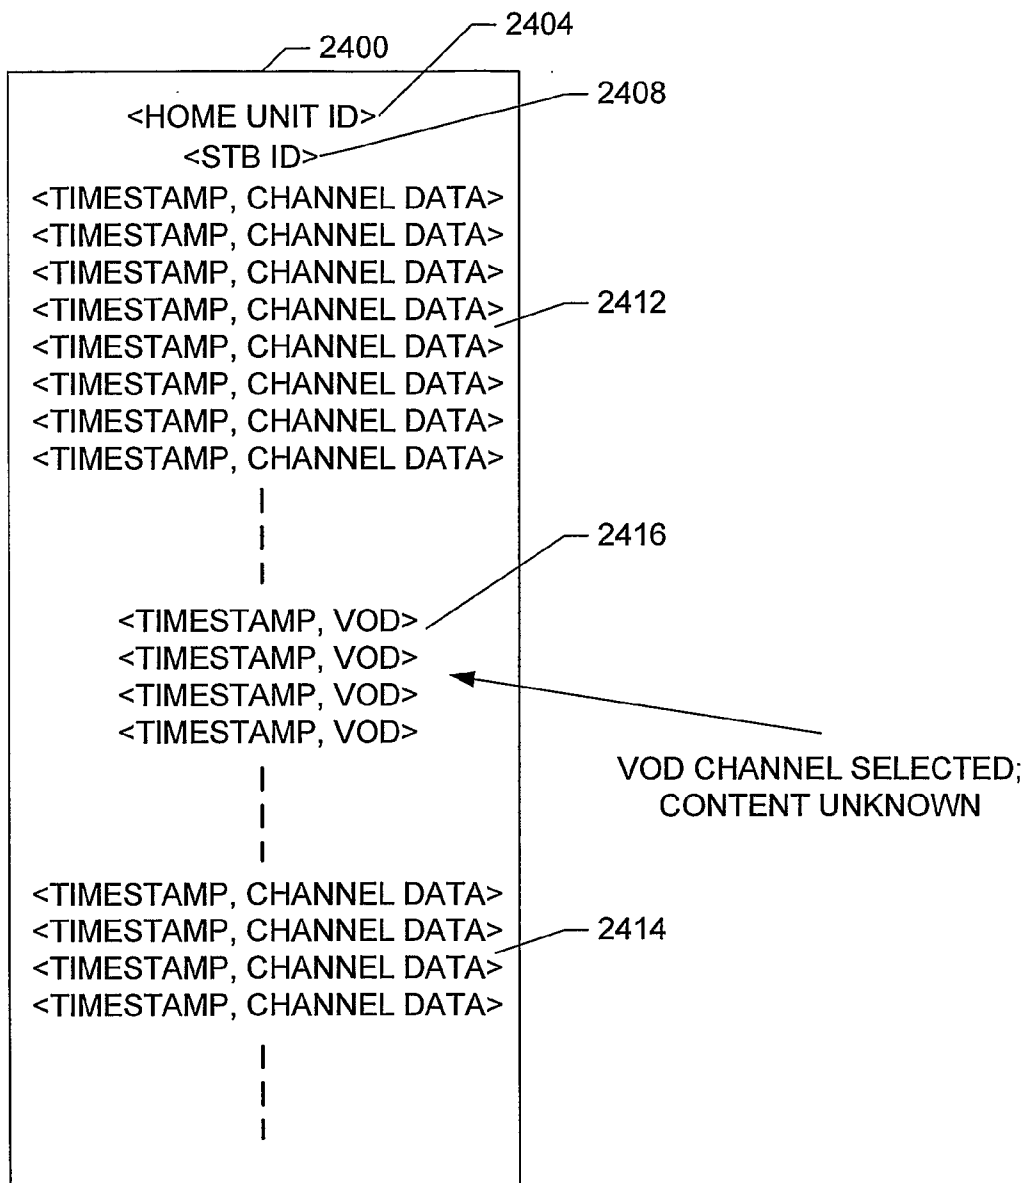 2404
2400
<HOME UNIT ID>
2408
<STB ID>
<TIMESTAMP, CHANNEL DATA>
<TIMESTAMP, CHANNEL DATA>
<TIMESTAMP, CHANNEL DATA>
<TIMESTAMP, CHANNEL DATA>
2412
<TIMESTAMP, CHANNEL DATA>
<TIMESTAMP, CHANNEL DATA>
<TIMESTAMP, CHANNEL DATA>
<TIMESTAMP, CHANNEL DATA>
2416
<TIMESTAMP, VOD>
<TIMESTAMP, VOD>
<TIMESTAMP, VOD>
<TIMESTAMP, VOD>
VOD CHANNEL SELECTED;
CONTENT UNKNOWN
<TIMESTAMP, CHANNEL DATA>
<TIMESTAMP, CHANNEL DATA>
2414
<TIMESTAMP, CHANNEL DATA>
<TIMESTAMP, CHANNEL DATA>